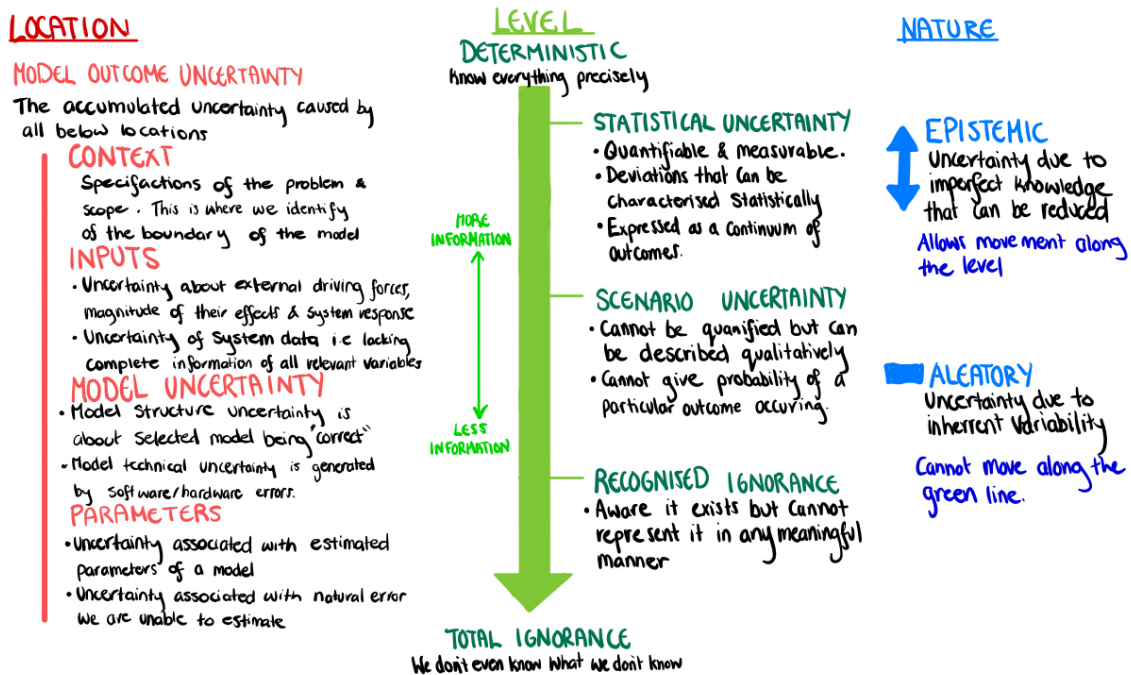 LOCATION
MODEL OUTCOME UNCERTAINTY
The accumulated uncertainty caused by
all below locations
CONTEXT
Specifactions of the problem &
scope. This is where we identify
of the boundary of the model
INPUTS
• Uncertainty about external driving forces,
magnitude of their effects & system response
• Uncertainty of system data i.e lacking
complete information of all relevant variables
MODEL UNCERTAINTY
• Model structure uncertainty is
about selected model being "correct"
• Model technical uncertainty is generated
by software/hardware errors.
PARAMETERS
• Uncertainty associated with estimated
parameters of a model
• Uncertainty associated with natural error
we are unable to estimate
LEVEL
DETERMINISTIC
Know everything precisely
MORE
INFORMATION
LESS
INFORMATION
STATISTICAL UNCERTAINTY
• Quantifiable & measurable.
• Deviations that can be
characterised statistically
• Expressed as a continuum of
outcomes.
SCENARIO UNCERTAINTY
• Cannot be quanified but can
be described qualitatively
• Cannot give probability of a
particular outcome occuring.
RECOGNISED IGNORANCE
• Aware it exists but cannot
represent it in any meaningful
manner
TOTAL IGNORANCE
We don't even know what we don't know
NATURE
EPISTEMIC
Uncertainty due to
imperfect knowledge
that can be reduced
Allows movement along
the level
ALEATORY
Uncertainty due to
inherrent variability
Cannot move along the
green line.